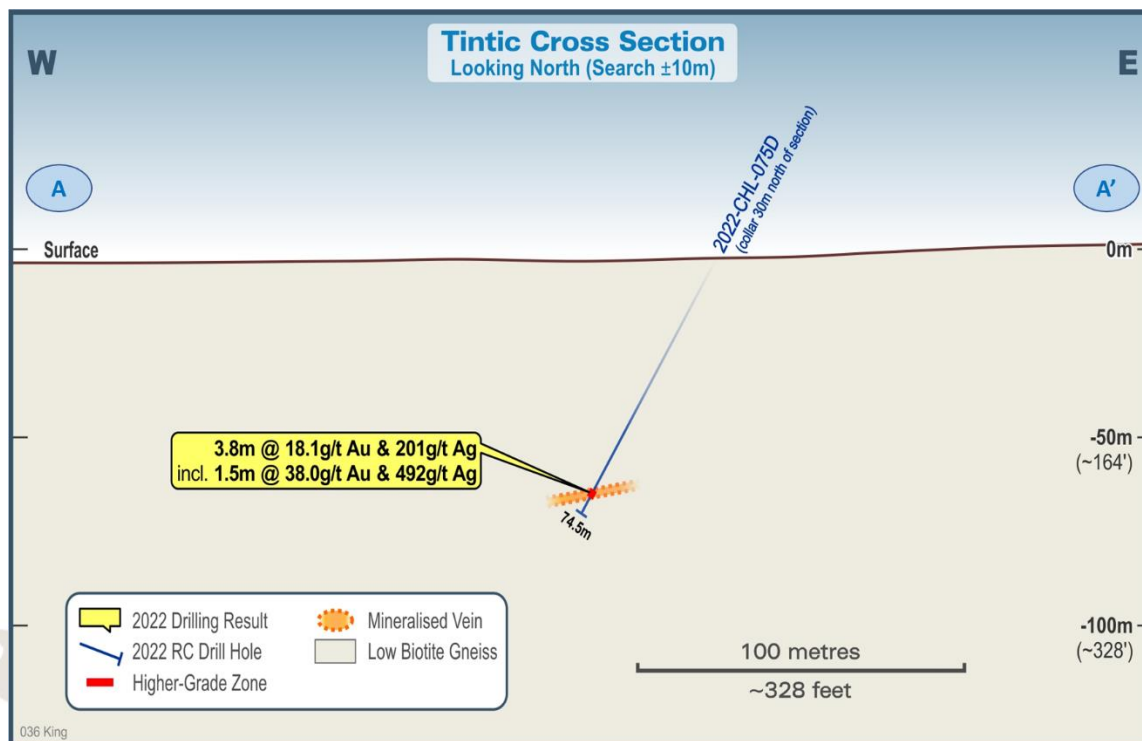 Tintic Cross Section
Looking North (Search ±10m)
W
E
A
A’
2022-CHL-075D
(collar 30m north of section)
Surface
0m
3.8m @ 18.1g/t Au & 201g/t Ag
incl. 1.5m @ 38.0g/t Au & 492g/t Ag
-50m
(~164')
74.5m
2022 Drilling Result
2022 RC Drill Hole
Higher-Grade Zone
Mineralised Vein
Low Biotite Gneiss
100 metres
~328 feet
-100m
(~328')
036 King